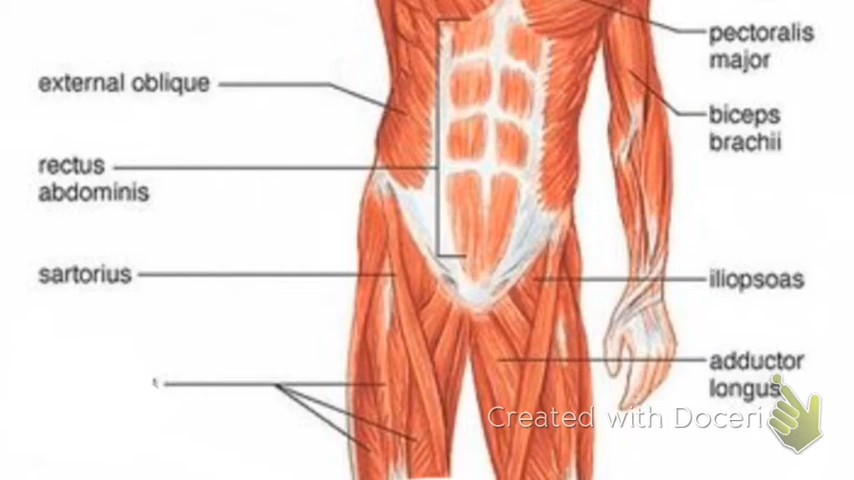 pectoralis
major
external oblique
biceps
brachii
rectus
abdominis
sartorius
iliopsoas
adductor
longus
Created with Doceri